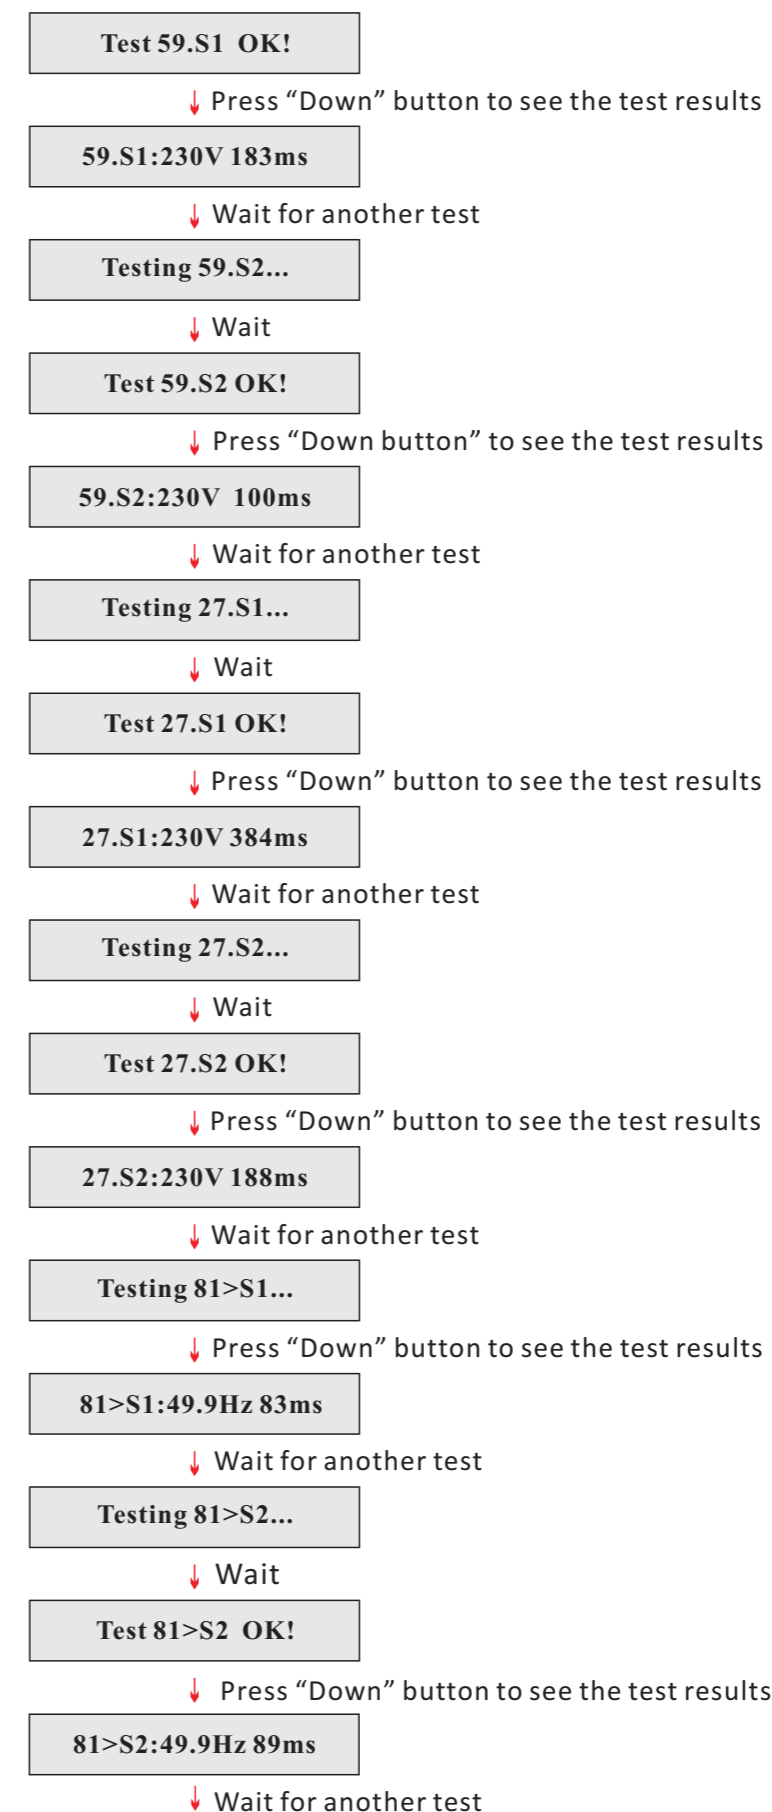 Test 59.S1 OK!
Press “Down” button to see the test results
59.S1:230V 183ms
Wait for another test
Testing 59.S2...
Wait
Test 59.S2 OK!
Press “Down button” to see the test results
59.S2:230V 100ms
Wait for another test
Testing 27.S1...
Wait
Test 27.S1 OK!
Press “Down” button to see the test results
27.S1:230V 384ms
Wait for another test
Testing 27.S2...
Wait
Test 27.S2 OK!
Press “Down” button to see the test results
27.S2:230V 188ms
Wait for another test
Testing 81>S1...
Press “Down” button to see the test results
81>S1:49.9Hz 83ms
Wait for another test
Testing 81>S2...
Wait
Test 81>S2 OK!
Press “Down” button to see the test results
81>S2:49.9Hz 89ms
Wait for another test